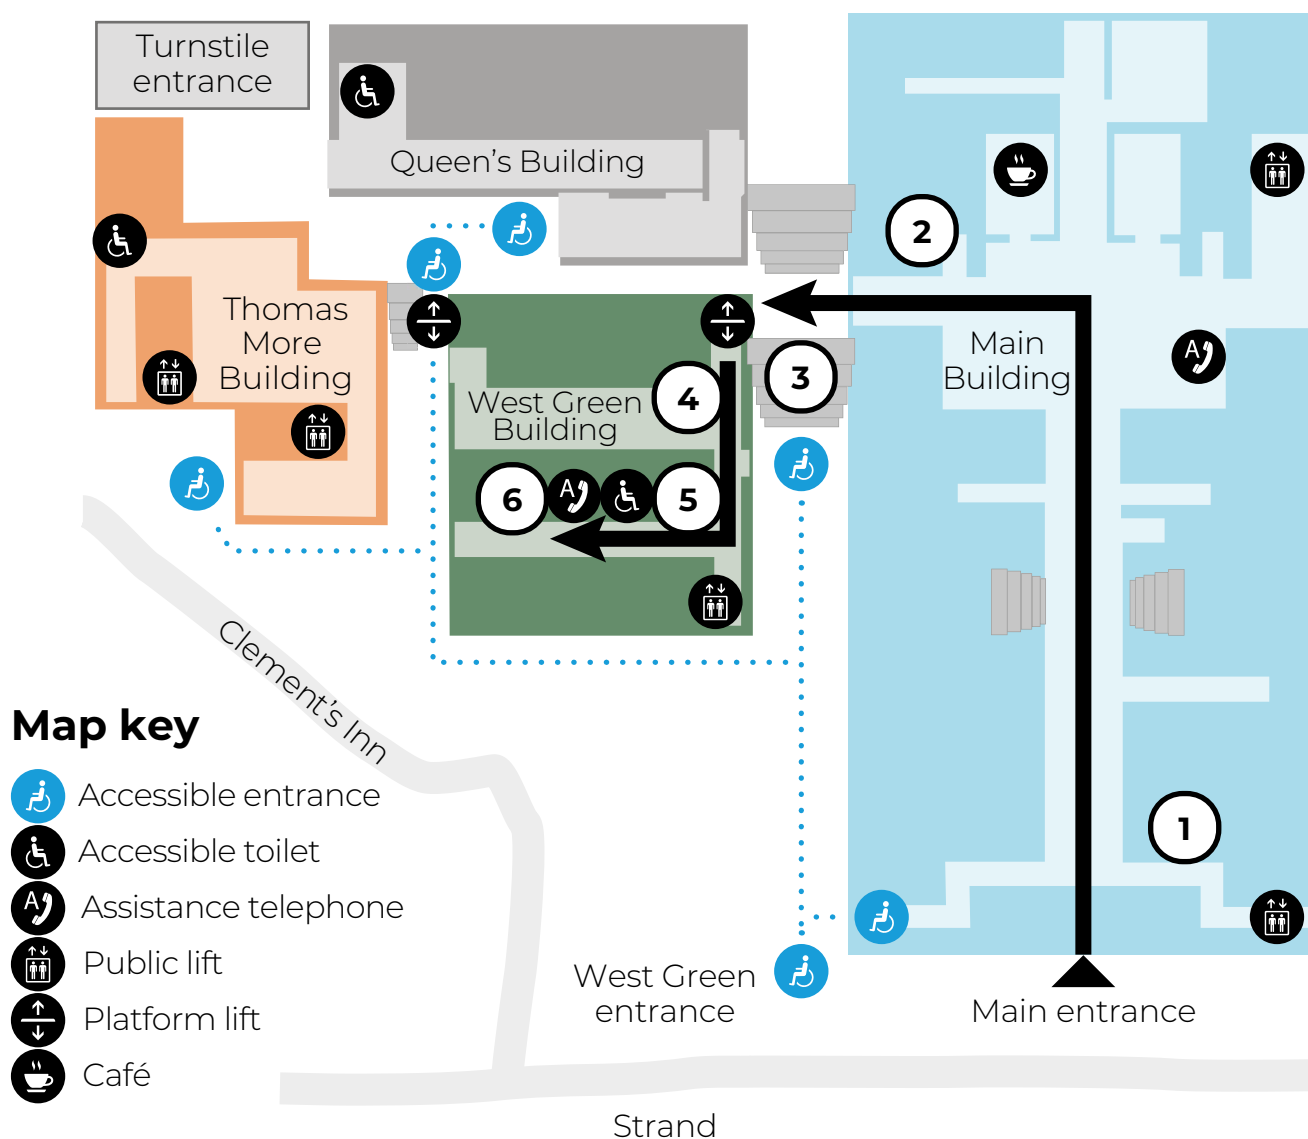 Turnstile
entrance
Queen's Building
2
Thomas
More
Building
Main
Building
A
3
4
West Green
Building
6
A
5
Clement's Inn
Map key
Accessible entrance
Accessible toilet
A
Assistance telephone
Public lift
Platform lift
Café
1
West Green
entrance
Main entrance
Strand